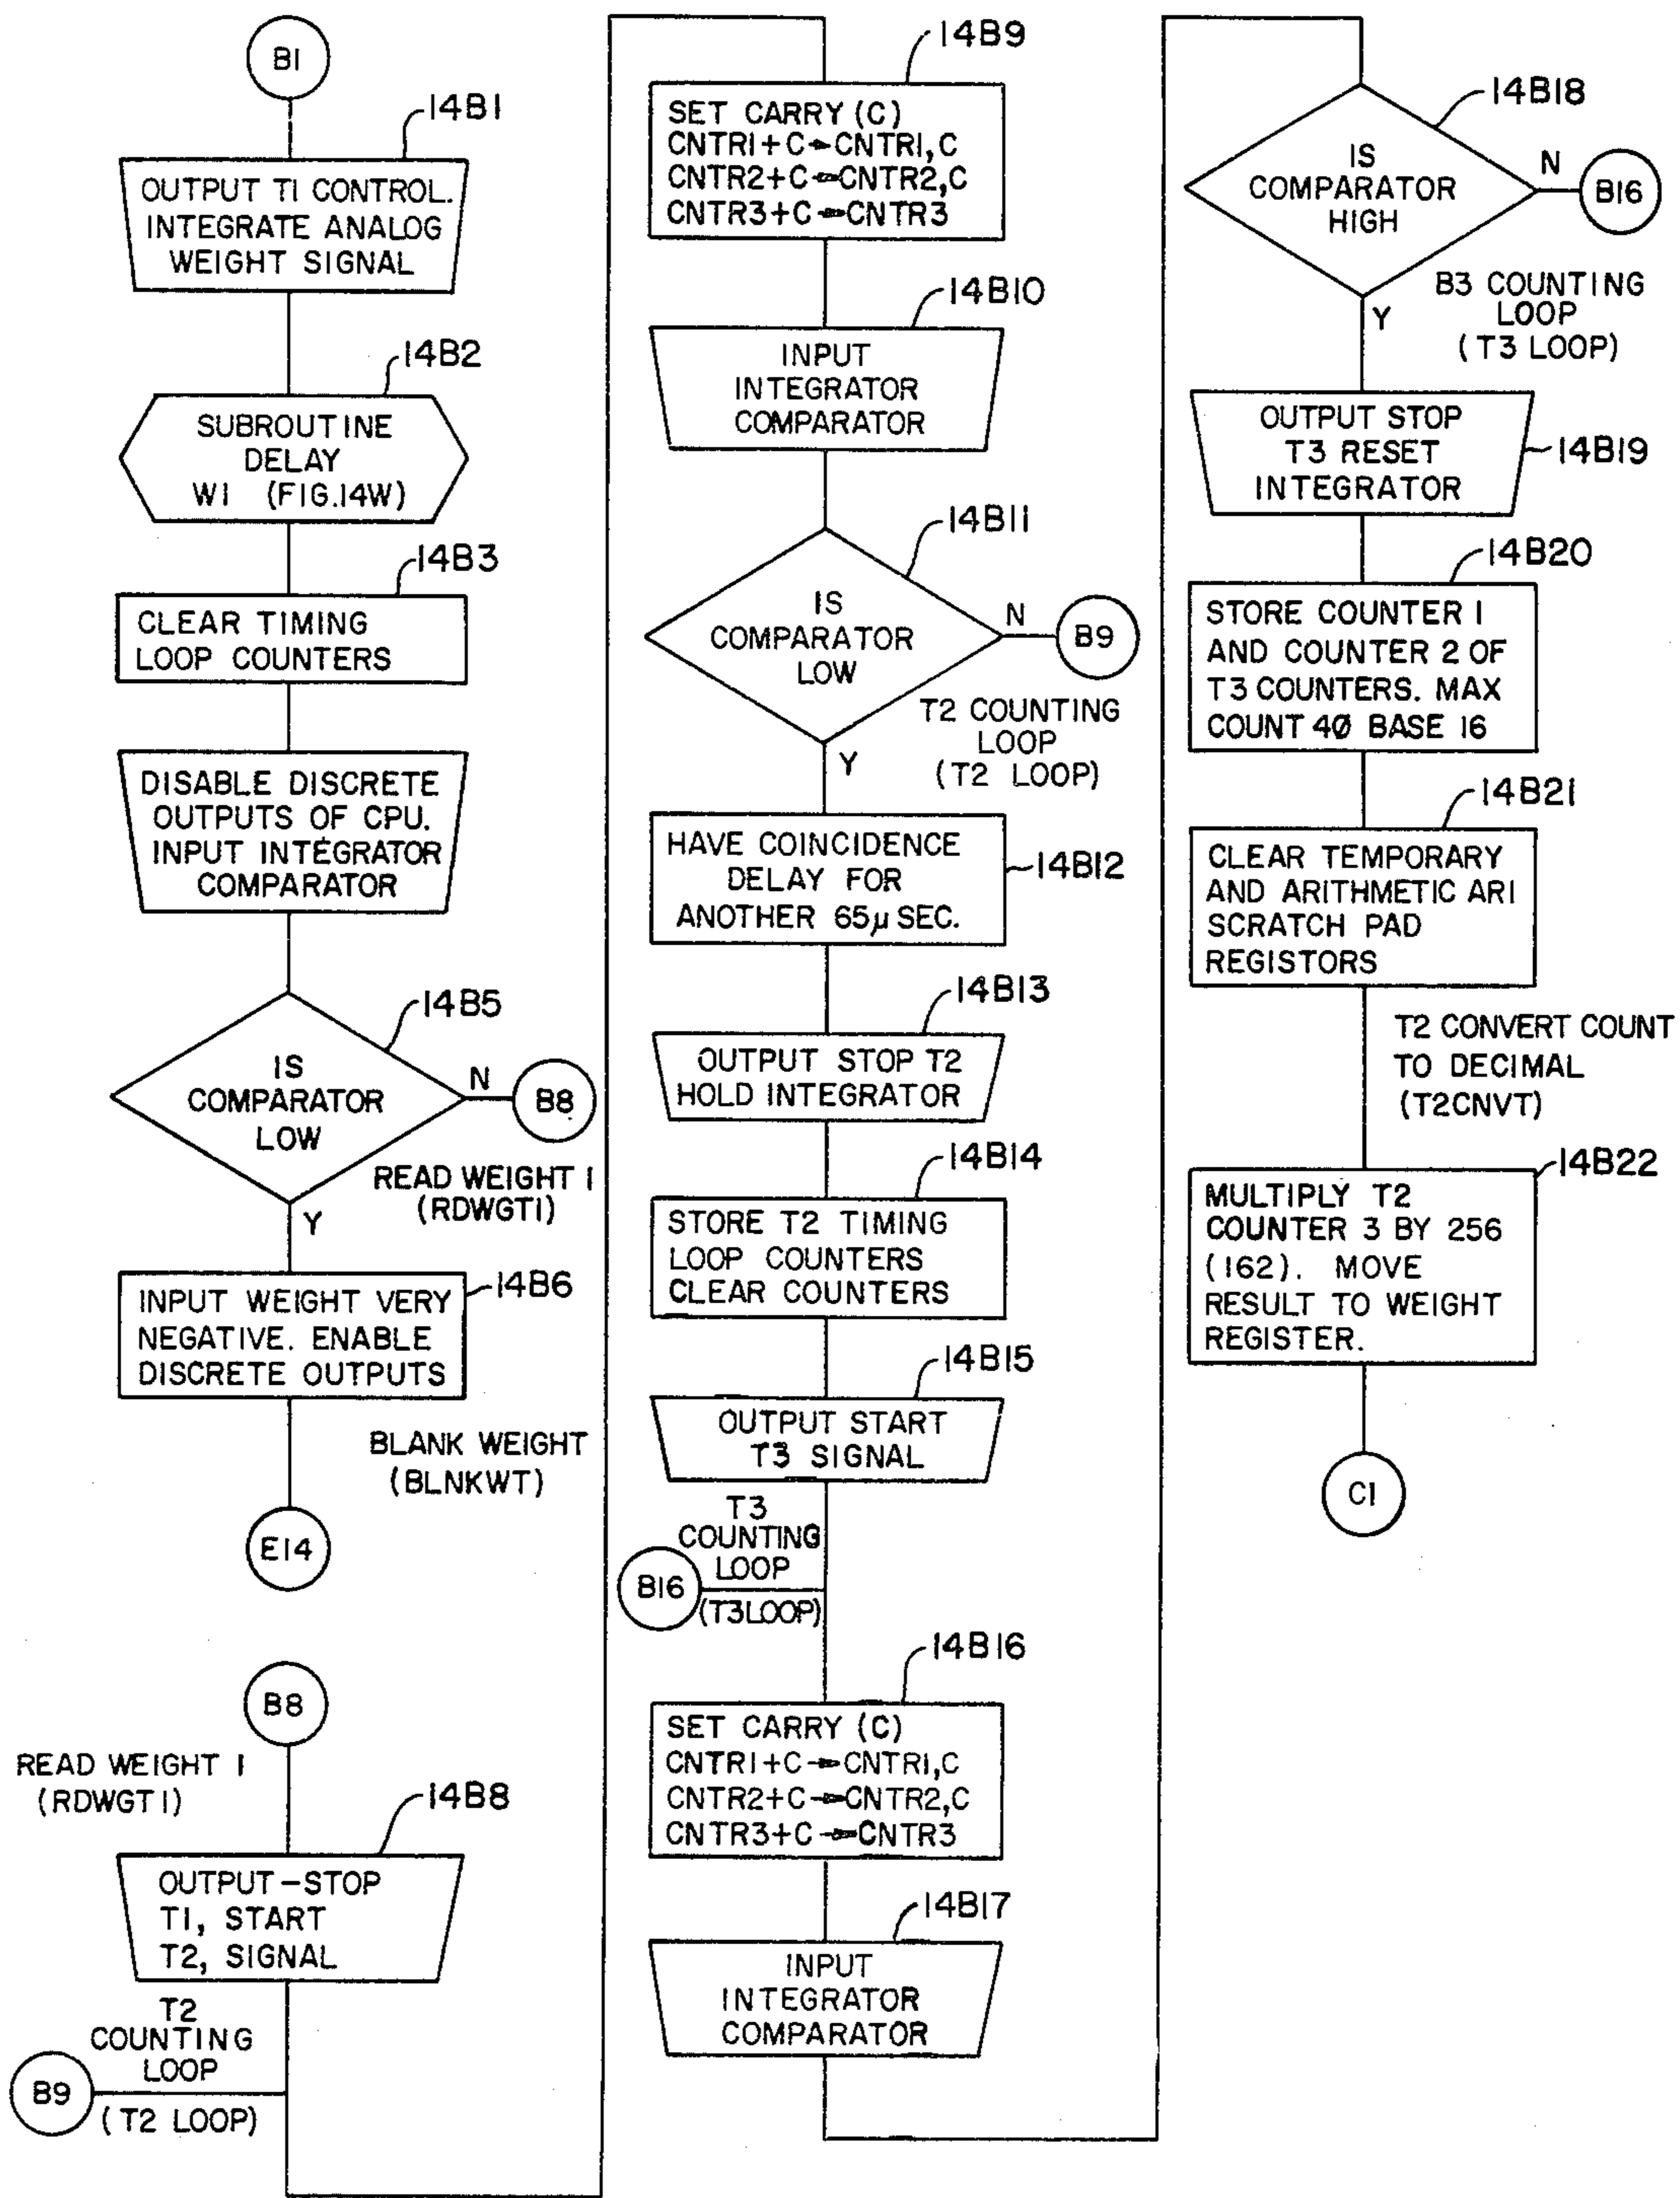 B1
14B1
OUTPUT T1 CONTROL.
INTEGRATE ANALOG
WEIGHT SIGNAL
14B2
SUBROUTINE
DELAY
W1 (FIG.14W)
14B3
CLEAR TIMING
LOOP COUNTERS
DISABLE DISCRETE
OUTPUTS OF CPU.
INPUT INTEGRATOR
COMPARATOR
14B5
IS
COMPARATOR
LOW
N
B8
READ WEIGHT 1
(RDWGT1)
Y
14B6
INPUT WEIGHT VERY
NEGATIVE. ENABLE
DISCRETE OUTPUTS
BLANK WEIGHT
(BLNKWT)
E14
B8
READ WEIGHT 1
(RDWGT1)
14B8
OUTPUT-STOP
T1, START
T2, SIGNAL
T2
COUNTING
LOOP
B9
(T2 LOOP)
14B9
SET CARRY (C)
CNTR1+C→CNTR1,C
CNTR2+C→CNTR2,C
CNTR3+C→CNTR3
14B10
INPUT
INTEGRATOR
COMPARATOR
14B11
IS
COMPARATOR
LOW
N
B9
T2 COUNTING
LOOP
(T2 LOOP)
Y
HAVE COINCIDENCE
DELAY FOR
ANOTHER 65µ SEC.
14B12
14B13
OUTPUT STOP T2
HOLD INTEGRATOR
14B14
STORE T2 TIMING
LOOP COUNTERS
CLEAR COUNTERS
14B15
OUTPUT START
T3 SIGNAL
T3
COUNTING
LOOP
B16
(T3LOOP)
14B16
SET CARRY (C)
CNTR1+C→CNTR1,C
CNTR2+C→CNTR2,C
CNTR3+C→CNTR3
14B17
INPUT
INTEGRATOR
COMPARATOR
14B18
IS
COMPARATOR
HIGH
N
B16
B3 COUNTING
LOOP
(T3 LOOP)
Y
OUTPUT STOP
T3 RESET
INTEGRATOR
14B19
14B20
STORE COUNTER 1
AND COUNTER 2 OF
T3 COUNTERS. MAX
COUNT 4Ø BASE 16
14B21
CLEAR TEMPORARY
AND ARITHMETIC AR1
SCRATCH PAD
REGISTORS
T2 CONVERT COUNT
TO DECIMAL
(T2CNVT)
14B22
MULTIPLY T2
COUNTER 3 BY 256
(162). MOVE
RESULT TO WEIGHT
REGISTER.
C1